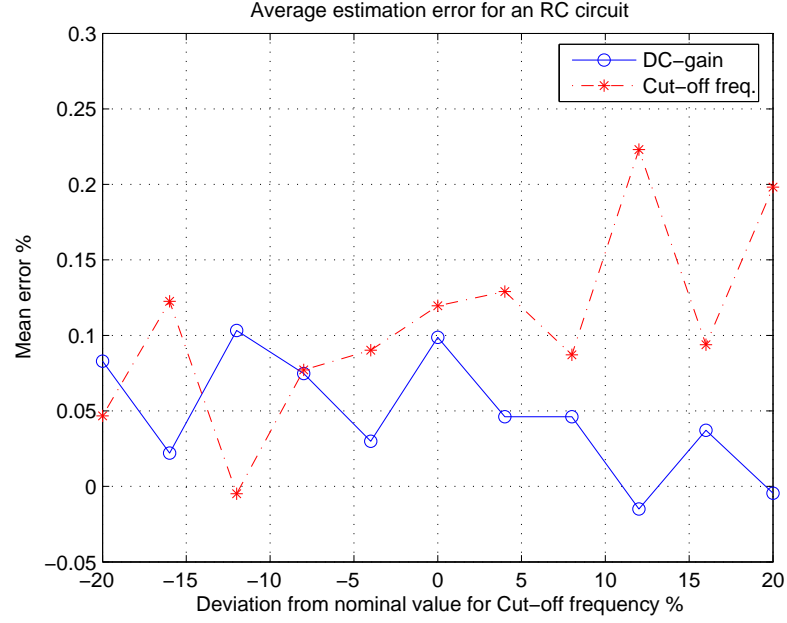 Average estimation error for an RC circuit
0.3
0.25
0.2
0.15
0.1
0.05
0
−0.05
Mean error %
DC−gain
Cut−off freq.
−20 −15 −10 −5 0 5 10 15 20
Deviation from nominal value for Cut−off frequency %